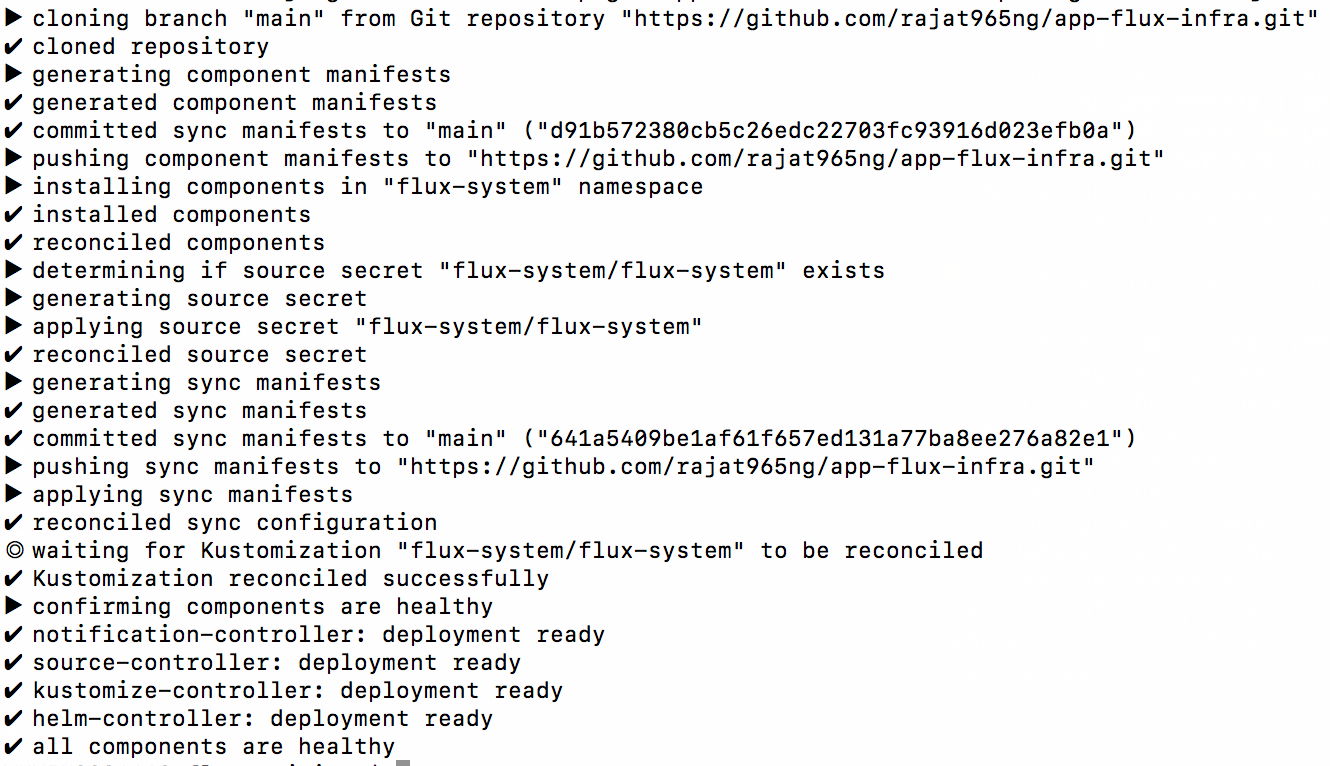 ► cloning branch "main" from Git repository "https://github.com/rajat965ng/app-flux-infra.git"
✔ cloned repository
► generating component manifests
✔ generated component manifests
✔ committed sync manifests to "main" ("d91b572380cb5c26edc22703fc93916d023efb0a")
► pushing component manifests to "https://github.com/rajat965ng/app-flux-infra.git"
► installing components in "flux-system" namespace
✔ installed components
✔ reconciled components
► determining if source secret "flux-system/flux-system" exists
► generating source secret
► applying source secret "flux-system/flux-system"
✔ reconciled source secret
► generating sync manifests
✔ generated sync manifests
✔ committed sync manifests to "main" ("641a5409be1af61f657ed131a77ba8ee276a82e1")
► pushing sync manifests to "https://github.com/rajat965ng/app-flux-infra.git"
► applying sync manifests
✔ reconciled sync configuration
◎ waiting for Kustomization "flux-system/flux-system" to be reconciled
✔ Kustomization reconciled successfully
► confirming components are healthy
✔ notification-controller: deployment ready
✔ source-controller: deployment ready
✔ kustomize-controller: deployment ready
✔ helm-controller: deployment ready
✔ all components are healthy